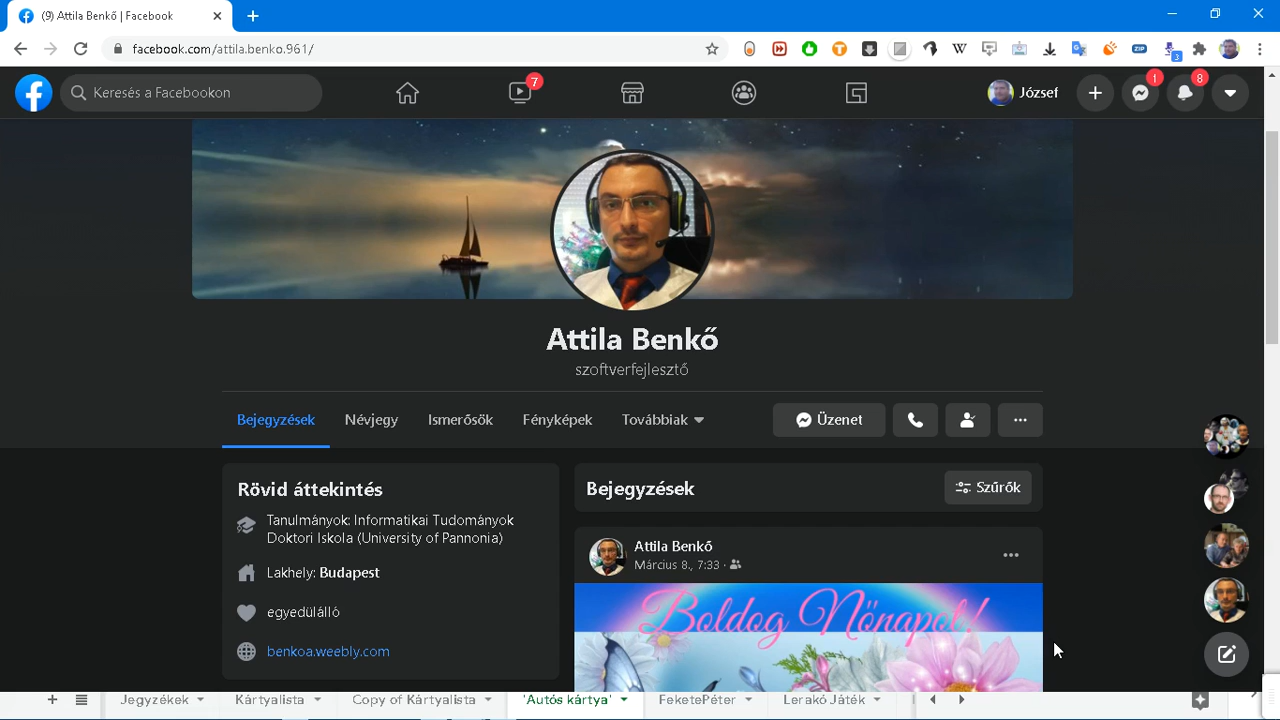 (9) Attila Benkő | Facebook
facebook.com/attila.benko.961/
Keresés a Facebookon
7
József
1
8
Attila Benkő
szoftverfejlesztő
Bejegyzések Névjegy Ismerősök Fényképek Továbbiak
Üzenet
Rövid áttekintés
Tanulmányok: Informatikai Tudományok
Doktori Iskola (University of Pannonia)
Lakhely: Budapest
egyedülálló
benkoa.weebly.com
Bejegyzések
Szűrők
Attila Benkő
Március 8., 7:33 ·
Boldog Nőnapot!
Jegyzékek Kártyalista Copy of Kártyalista 'Autós kártya' FeketePéter Lerakó Játék